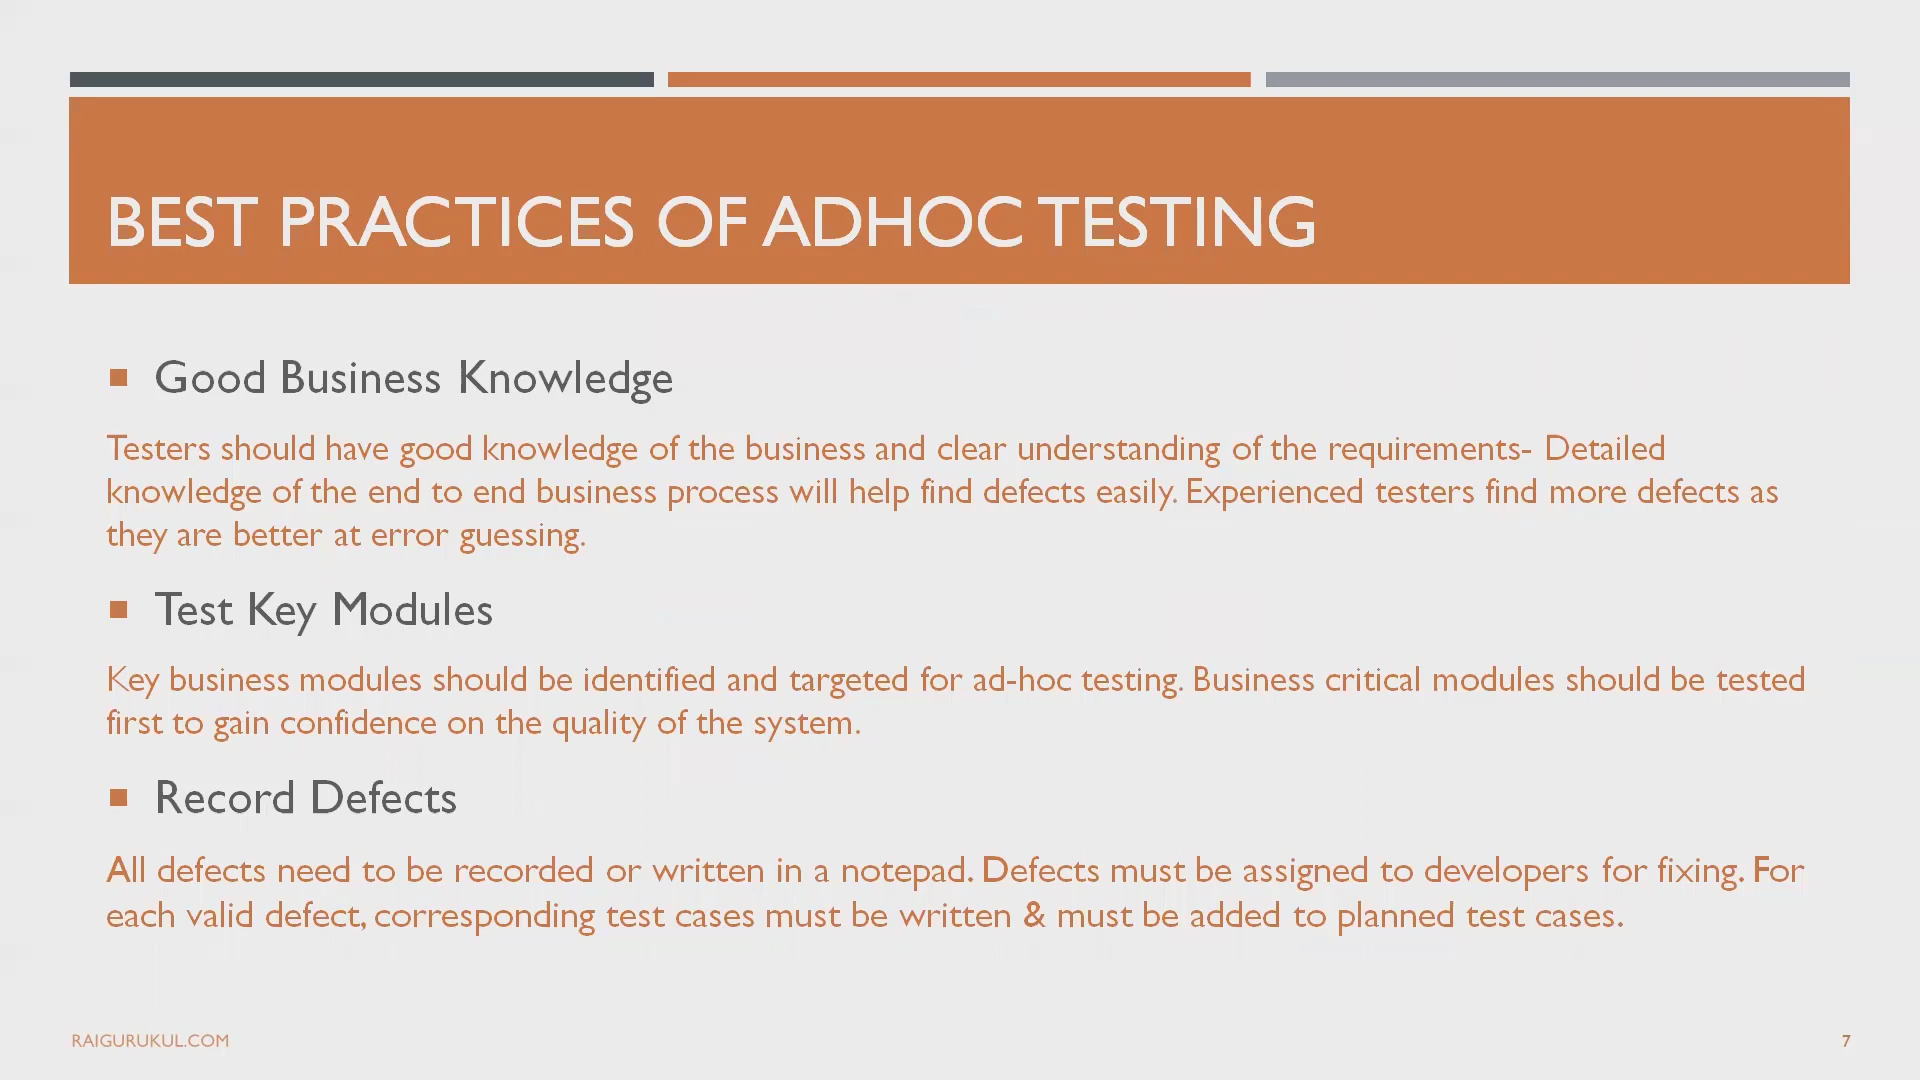 BEST PRACTICES OF ADHOC TESTING
Good Business Knowledge
Testers should have good knowledge of the business and clear understanding of the requirements- Detailed
knowledge of the end to end business process will help find defects easily. Experienced testers find more defects as
they are better at error guessing.
Test Key Modules
Key business modules should be identified and targeted for ad-hoc testing. Business critical modules should be tested
first to gain confidence on the quality of the system.
Record Defects
All defects need to be recorded or written in a notepad. Defects must be assigned to developers for fixing. For
each valid defect, corresponding test cases must be written & must be added to planned test cases.
RAIGURUKUL.COM
7